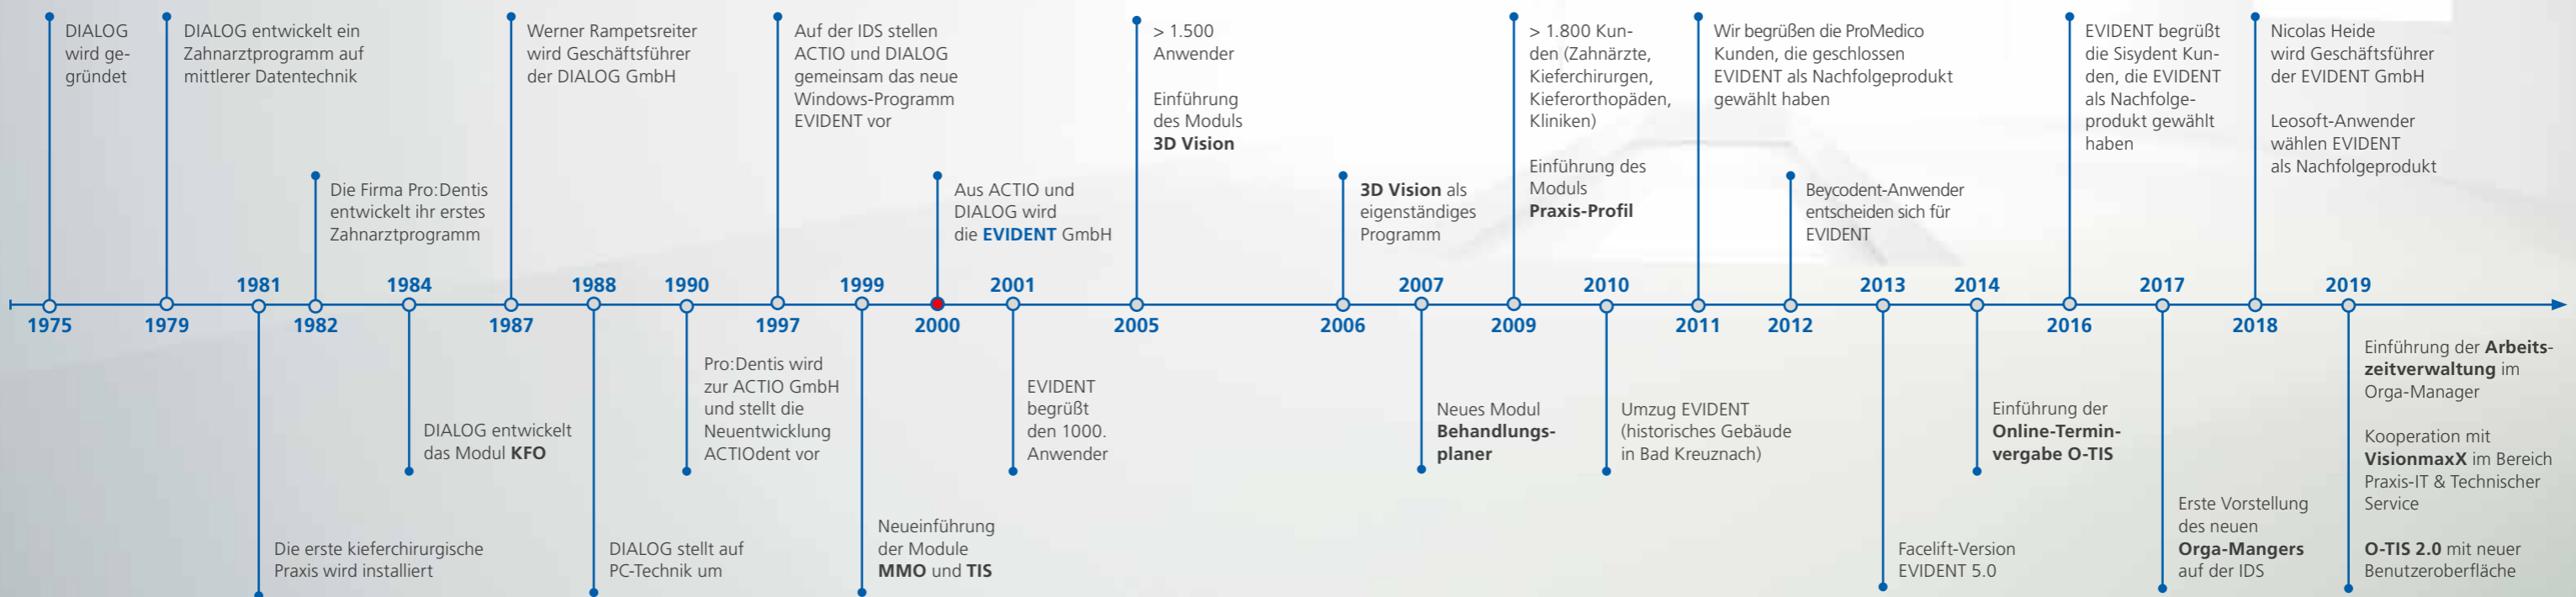 DIALOG
wird ge-
gründet
DIALOG entwickelt ein
Zahnarztprogramm auf
mittlerer Datentechnik
Werner Rampetsreiter
wird Geschäftsführer
der DIALOG GmbH
Auf der IDS stellen
ACTIO und DIALOG
gemeinsam das neue
Windows-Programm
EVIDENT vor
> 1.500
Anwender
Einführung
des Moduls
3D Vision
> 1.800 Kun-
den (Zahnärzte,
Kieferchirurgen,
Kieferorthopäden,
Kliniken)
Einführung des
Moduls
Praxis-Profil
Wir begrüßen die ProMedico
Kunden, die geschlossen
EVIDENT als Nachfolgeprodukt
gewählt haben
EVIDENT begrüßt
die Sisydent Kun-
den, die EVIDENT
als Nachfolge-
produkt gewählt
haben
Nicolas Heide
wird Geschäftsführer
der EVIDENT GmbH
Leosoft-Anwender
wählen EVIDENT
als Nachfolgeprodukt
Die Firma Pro:Dentis
entwickelt ihr erstes
Zahnarztprogramm
Aus ACTIO und
DIALOG wird
die EVIDENT GmbH
3D Vision als
eigenständiges
Programm
Beycodent-Anwender
entscheiden sich für
EVIDENT
1981 1984 1988 1990 1999 2001 2007 2010 2013 2014 2017 2019
1975 1979 1982 1987 1997 2000 2005 2006 2009 2011 2012 2016 2018
Die erste kieferchirurgische
Praxis wird installiert
DIALOG entwickelt
das Modul KFO
DIALOG stellt auf
PC-Technik um
Pro:Dentis wird
zur ACTIO GmbH
und stellt die
Neuentwicklung
ACTIOdent vor
Neueinführung
der Module
MMO und TIS
EVIDENT
begrüßt
den 1000.
Anwender
Neues Modul
Behandlungs-
planer
Umzug EVIDENT
(historisches Gebäude
in Bad Kreuznach)
Facelift-Version
EVIDENT 5.0
Einführung der
Online-Termin-
vergabe O-TIS
Erste Vorstellung
des neuen
Orga-Mangers
auf der IDS
Einführung der Arbeits-
zeitverwaltung im
Orga-Manager
Kooperation mit
VisionmaxX im Bereich
Praxis-IT & Technischer
Service
O-TIS 2.0 mit neuer
Benutzeroberfläche